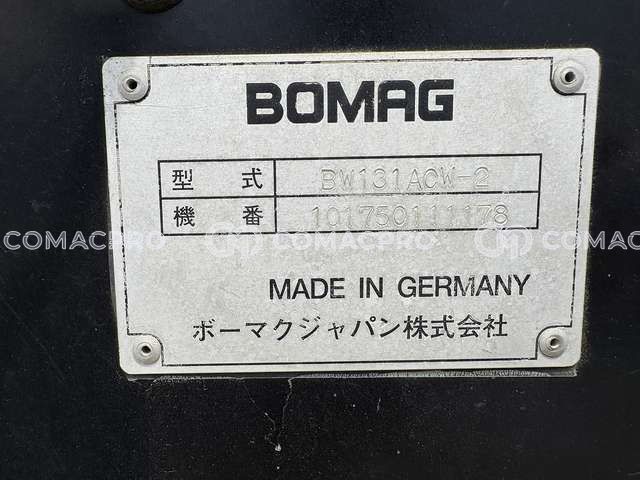 BOMAG
型 式 BW131ACW-2
機 番 101750111178
COMACPRO COMACPRO COMACPRO
MADE IN GERMANY
ボーマクジャパン株式会社